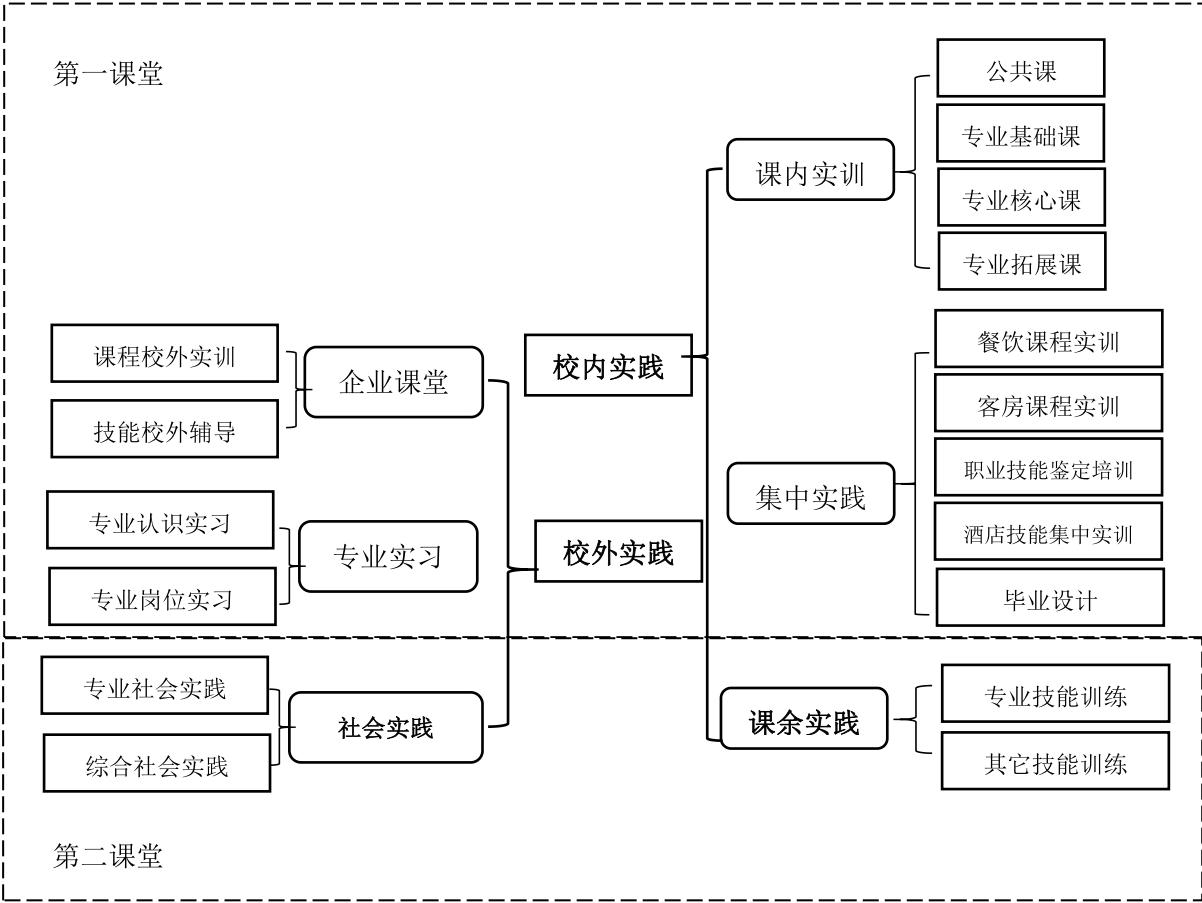 第一课堂
公共课
专业基础课
课内实训
专业核心课
专业拓展课
课程校外实训
技能校外辅导
企业课堂
校内实践
餐饮课程实训
客房课程实训
职业技能鉴定培训
集中实践
酒店技能集中实训
毕业设计
专业认识实习
专业岗位实习
专业实习
校外实践
专业社会实践
综合社会实践
社会实践
课余实践
专业技能训练
其它技能训练
第二课堂